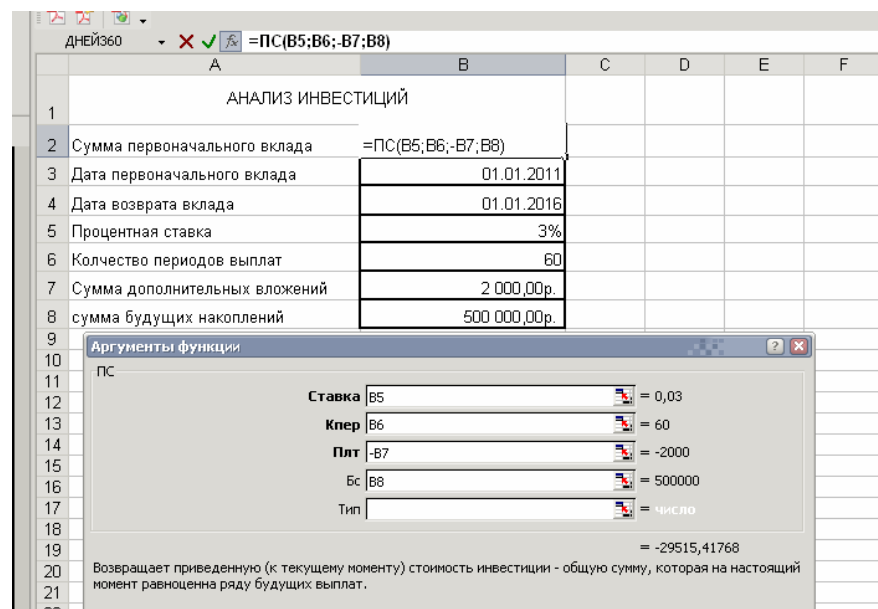 ДНЕЙ360 =ПС(B5;B6;-B7;B8)
A B C D E F
1 АНАЛИЗ ИНВЕСТИЦИЙ
2 Сумма первоначального вклада =ПС(B5;B6;-B7;B8)
3 Дата первоначального вклада 01.01.2011
4 Дата возврата вклада 01.01.2016
5 Процентная ставка 3%
6 Колчество периодов выплат 60
7 Сумма дополнительных вложений 2 000,00р.
8 сумма будущих накоплений 500 000,00р.
9
Аргументы функции
10
ПС
11
12 Ставка B5 = 0,03
13 Кпер B6 = 60
14 Плт -B7 = -2000
15
16 Бс B8 = 500000
17 Тип = число
18
19 = -29515,41768
20 Возвращает приведенную (к текущему моменту) стоимость инвестиции - общую сумму, которая на настоящий
21 момент равноценна ряду будущих выплат.